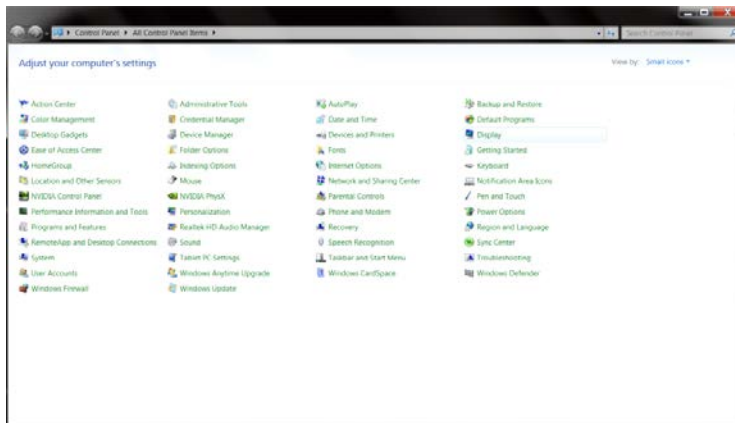 Control Panel All Control Panel Items
Search Control Panel
Adjust your computer's settings
View by: Small icons
Action Center Administrative Tools AutoPlay Backup and Restore
Color Management Credential Manager Date and Time Default Programs
Desktop Gadgets Device Manager Devices and Printers Display
Ease of Access Center Folder Options Fonts Getting Started
HomeGroup Indexing Options Internet Options Keyboard
Location and Other Sensors Mouse Network and Sharing Center Notification Area Icons
NVIDIA Control Panel NVIDIA PhysX Parental Controls Pen and Touch
Performance Information and Tools Personalization Phone and Modem Power Options
Programs and Features Realtek HD Audio Manager Recovery Region and Language
RemoteApp and Desktop Connections Sound Speech Recognition Sync Center
System Tablet PC Settings Taskbar and Start Menu Troubleshooting
User Accounts Windows Anytime Upgrade Windows CardSpace Windows Defender
Windows Firewall Windows Update